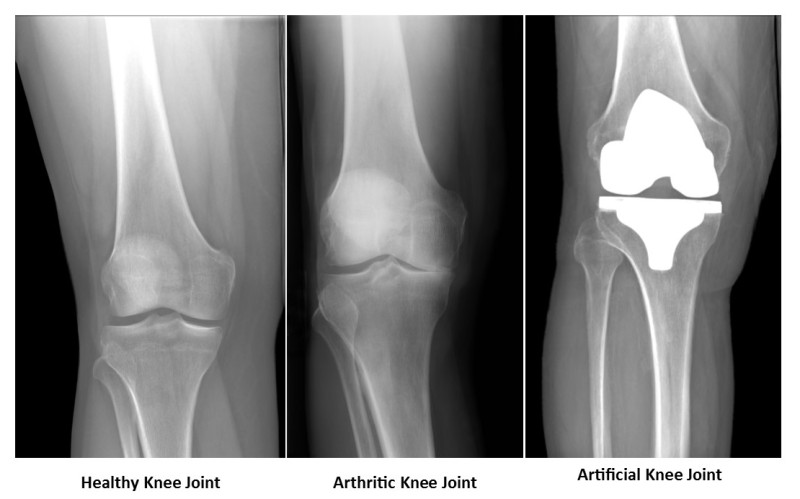 Healthy Knee Joint
Arthritic Knee Joint
Artificial Knee Joint